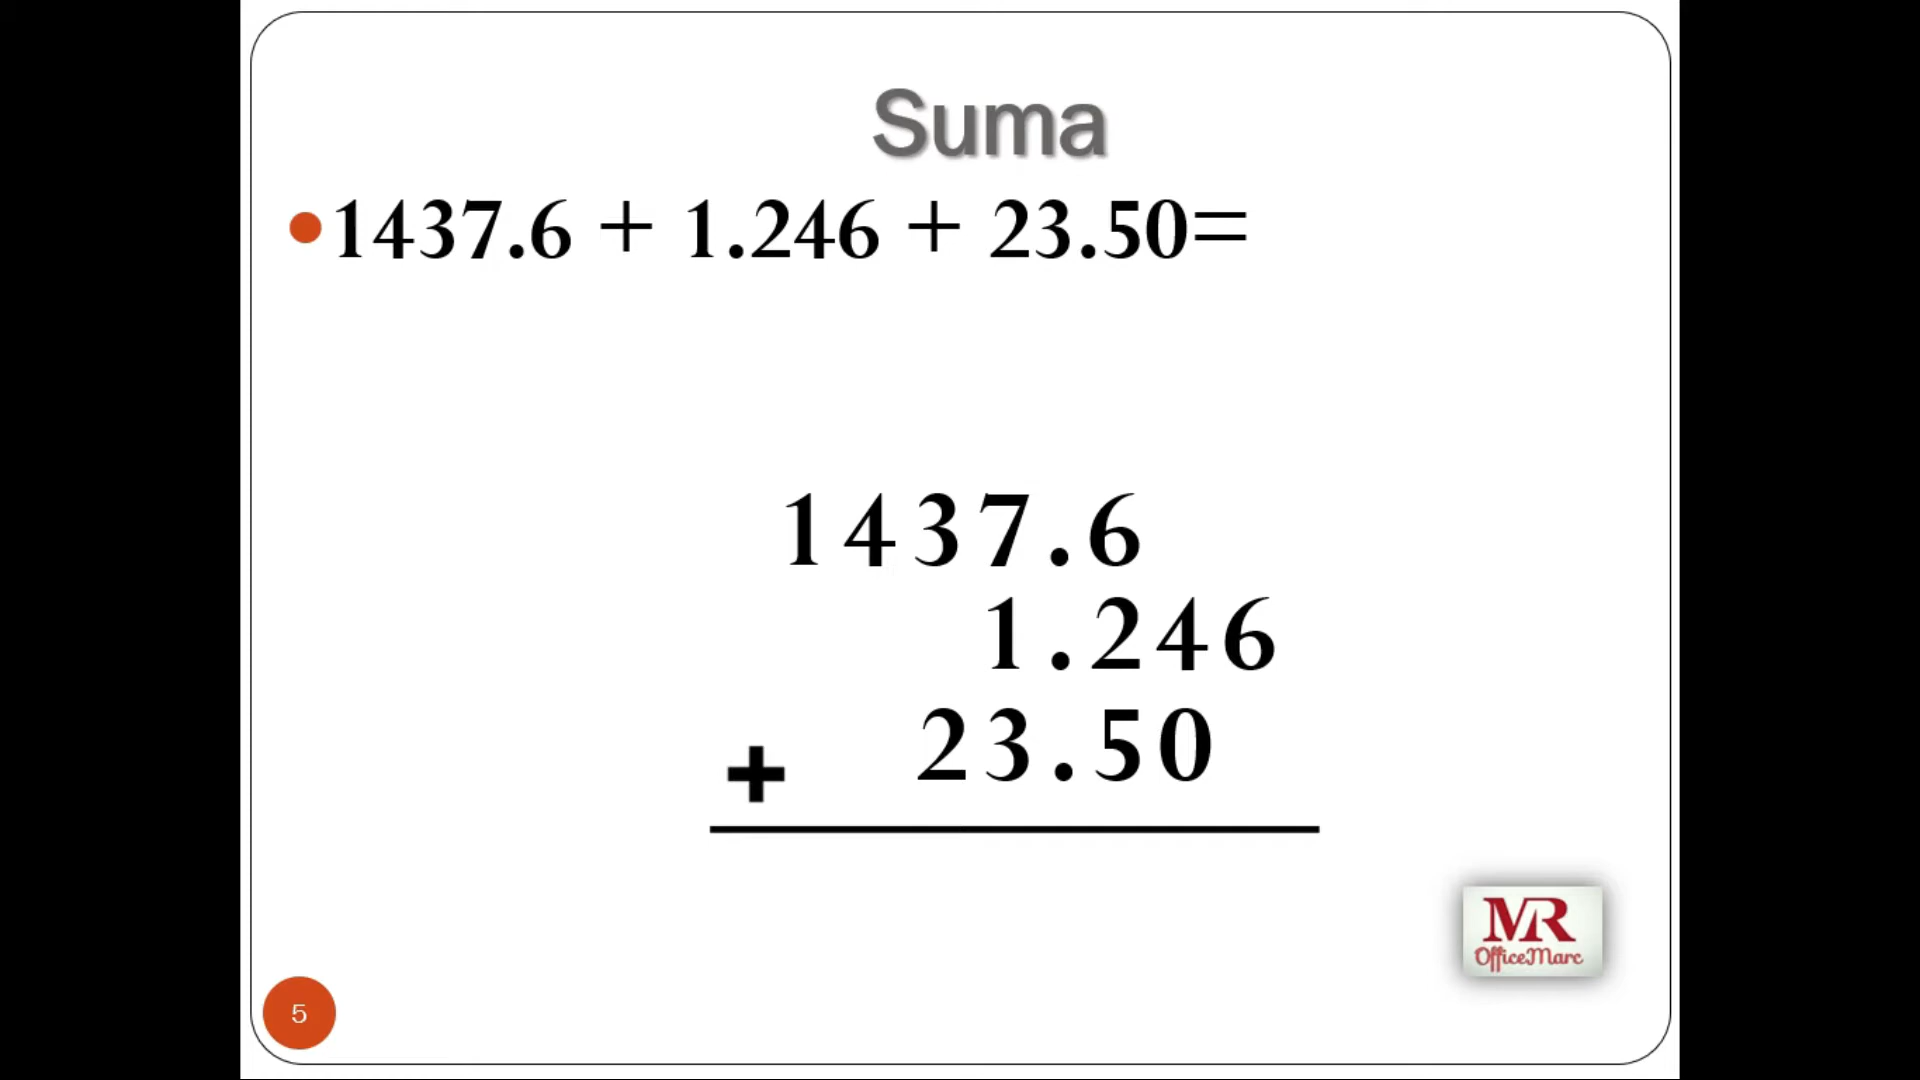 Suma
1437.6 + 1.246 + 23.50=
1437.6
1.246
+ 23.50
MR
OfficeMarc
5